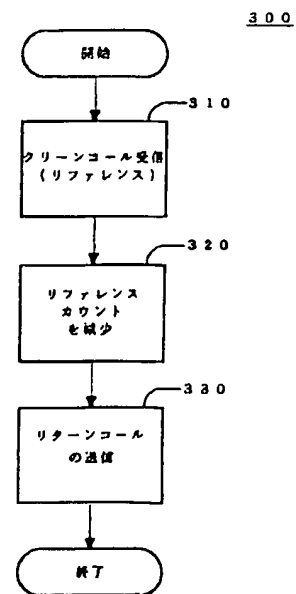 ３００
開始
３１０
クリーンコール受信
（リファレンス）
３２０
リファレンス
カウント
を減少
３３０
リターンコール
の送信
終了